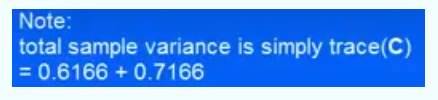 Note:
total sample variance is simply trace(C)
= 0.6166 + 0.7166